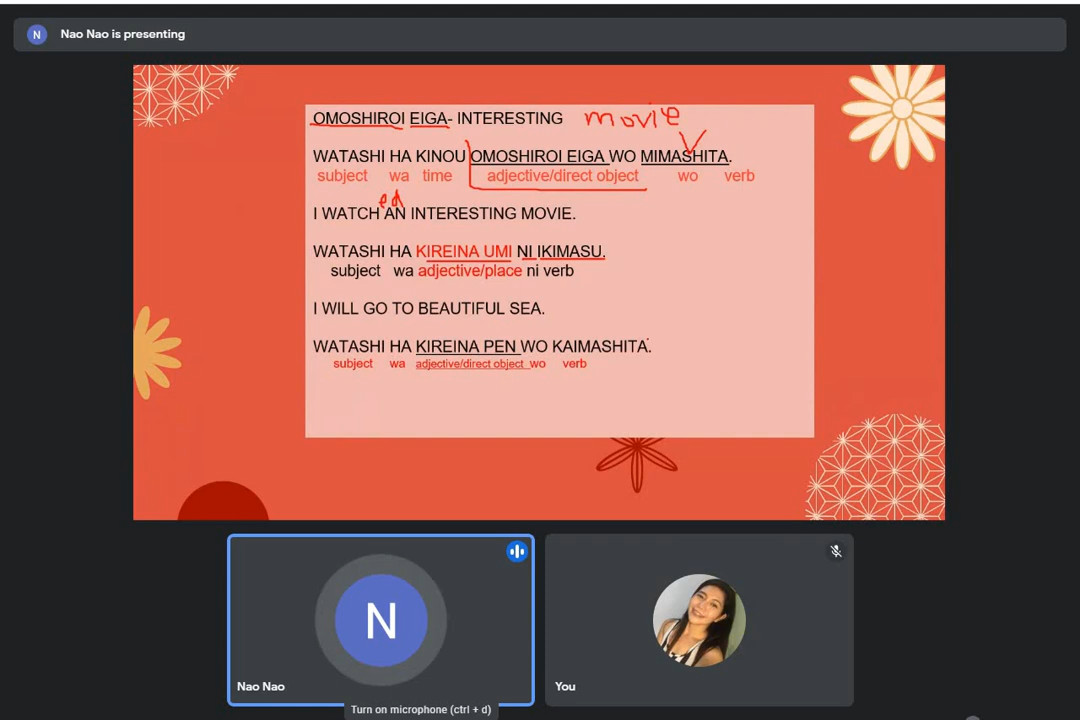 N Nao Nao is presenting
OMOSHIROI EIGA- INTERESTING movie
WATASHI HA KINOU OMOSHIROI EIGA WO MIMASHITA.
subject wa time adjective/direct object wo verb
ed
I WATCH AN INTERESTING MOVIE.
WATASHI HA KIREINA UMI NI IKIMASU.
subject wa adjective/place ni verb
I WILL GO TO BEAUTIFUL SEA.
WATASHI HA KIREINA PEN WO KAIMASHITA.
subject wa adjective/direct object wo verb
N
Nao Nao You
Turn on microphone (ctrl + d)